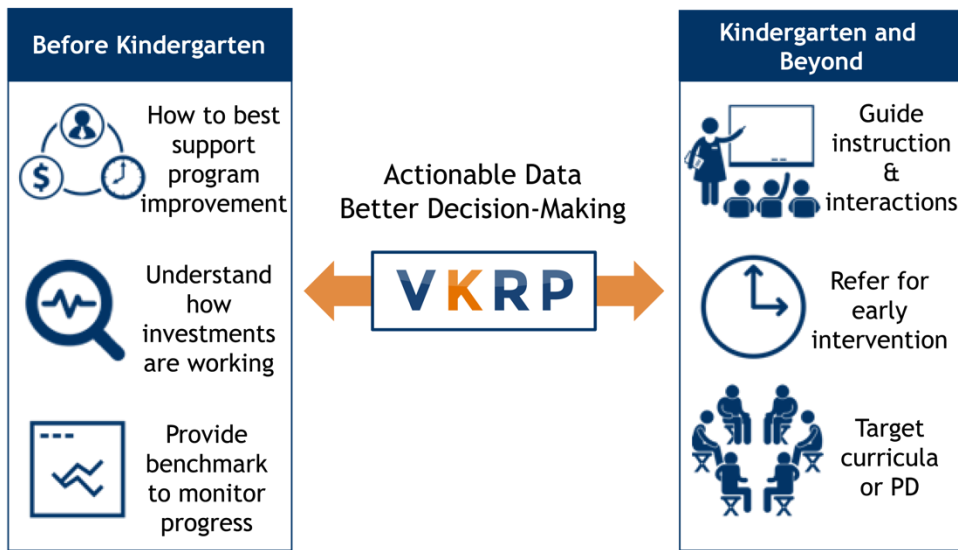 Before Kindergarten
How to best
support
program
improvement
$
Understand
how
investments
are working
Provide
benchmark
to monitor
progress
Actionable Data
Better Decision-Making
VKRP
Kindergarten and
Beyond
Guide
instruction
&
interactions
Refer for
early
intervention
Target
curricula
or PD